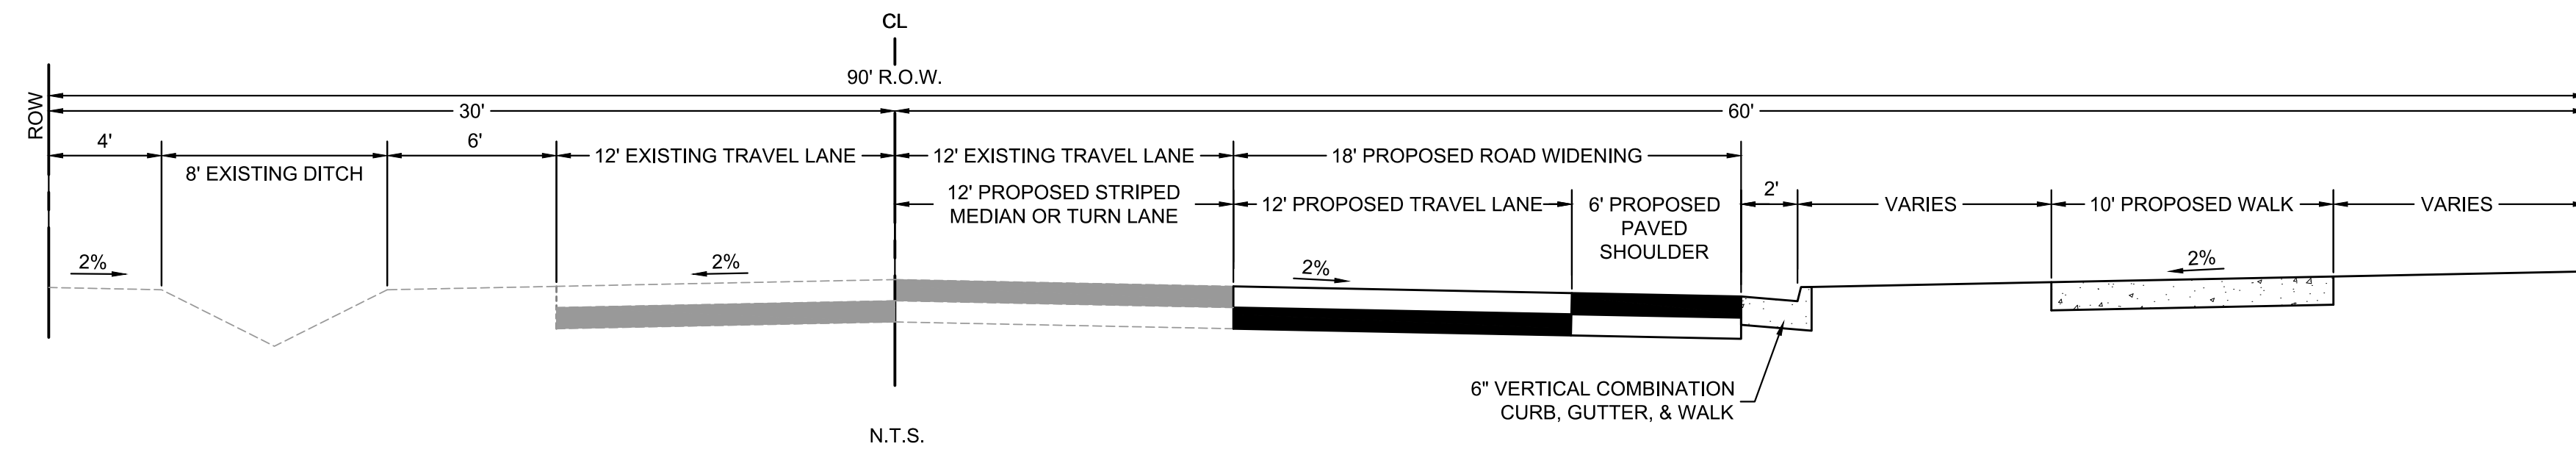 CL
90' R.O.W.
ROW
30'
60'
4'
8' EXISTING DITCH
6'
12' EXISTING TRAVEL LANE
12' EXISTING TRAVEL LANE
18' PROPOSED ROAD WIDENING
12' PROPOSED STRIPED
MEDIAN OR TURN LANE
12' PROPOSED TRAVEL LANE
6' PROPOSED
PAVED
SHOULDER
2'
VARIES
10' PROPOSED WALK
VARIES
2%
2%
2%
2%
6" VERTICAL COMBINATION
CURB, GUTTER, & WALK
N.T.S.